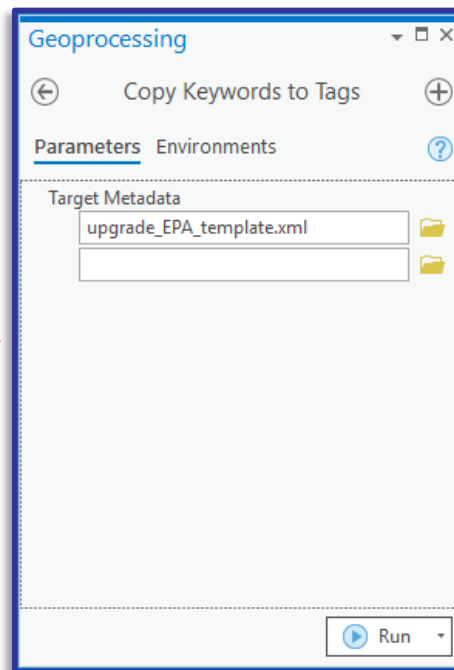 Geoprocessing
Copy Keywords to Tags
Parameters Environments
Target Metadata
upgrade_EPA_template.xml
Run